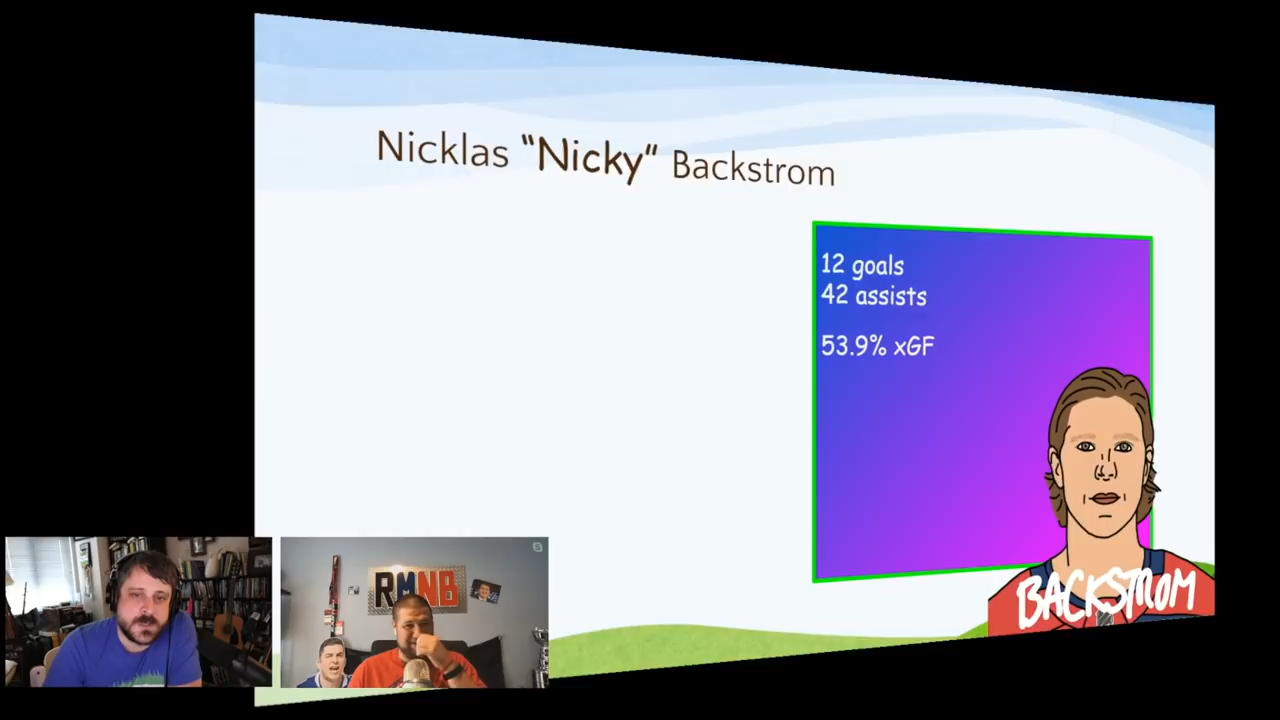 Nicklas “Nicky” Backstrom
12 goals
42 assists
53.9% xGF
BACKSTROM
RMNB